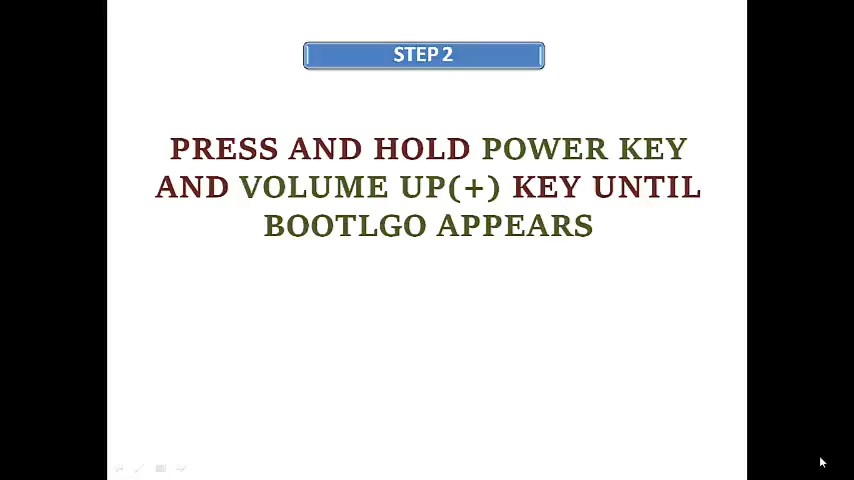 STEP 2
PRESS AND HOLD POWER KEY
AND VOLUME UP(+) KEY UNTIL
BOOTLGO APPEARS